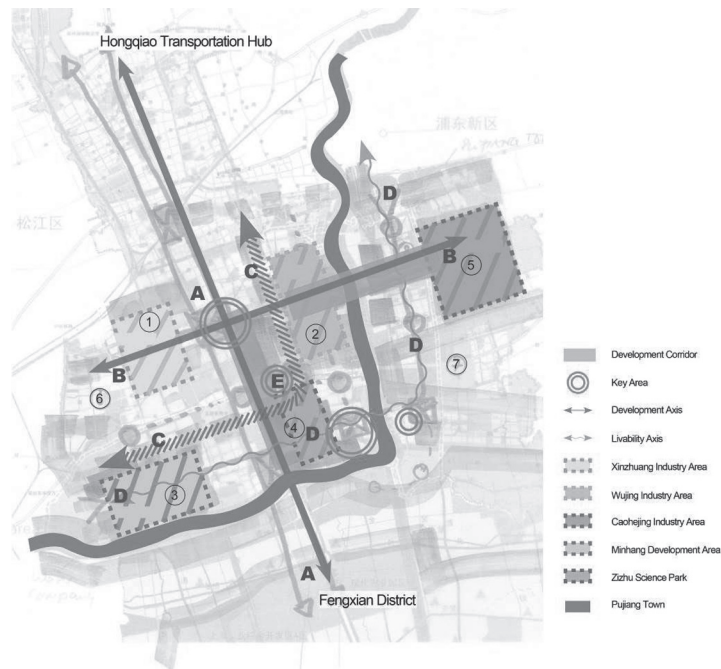 Hongqiao Transportation Hub
浦东新区
松江区
D
A
C
B
5
1
2
D
7
B
E
6
C
4
D
D
3
A
Fengxian District
Development Corridor
Key Area
Development Axis
Livability Axis
Xinzhuang Industry Area
Wujing Industry Area
Caohejing Industry Area
Minhang Development Area
Zizhu Science Park
Pujiang Town